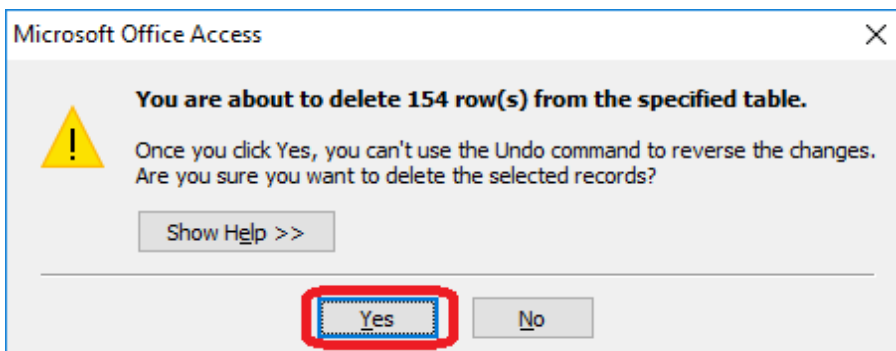 Microsoft Office Access
You are about to delete 154 row(s) from the specified table.
Once you click Yes, you can't use the Undo command to reverse the changes.
Are you sure you want to delete the selected records?
Show Help >>
Yes No